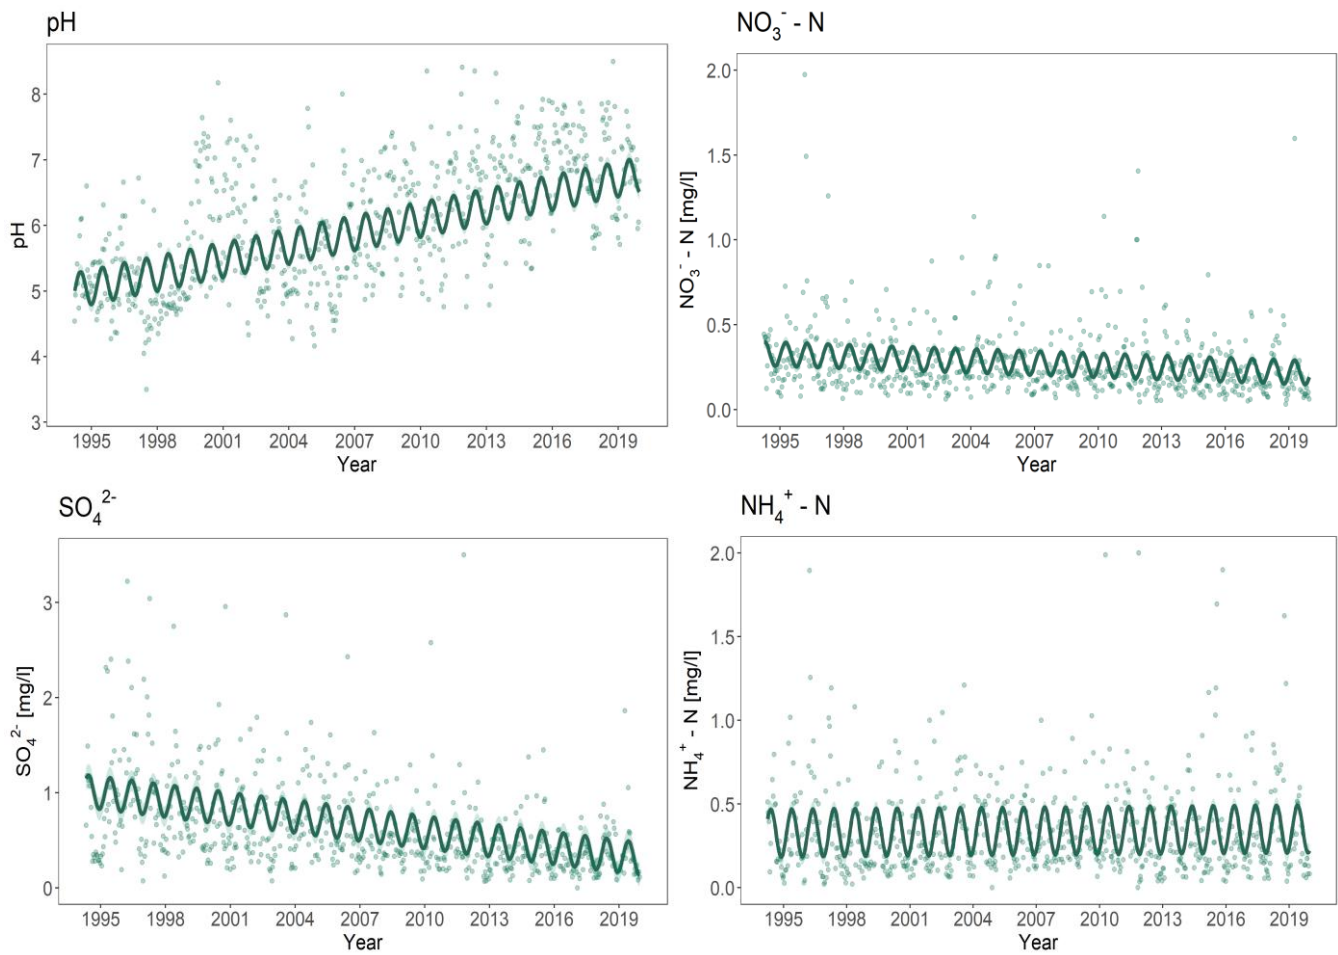 pH
8
7
6
5
4
3
pH
1995 1998 2001 2004 2007 2010 2013 2016 2019
Year
NO₃⁻ - N
2.0
1.5
1.0
0.5
0.0
NO₃⁻ - N [mg/l]
1995 1998 2001 2004 2007 2010 2013 2016 2019
Year
SO₄²⁻
3
2
1
0
SO₄²⁻ [mg/l]
1995 1998 2001 2004 2007 2010 2013 2016 2019
Year
NH₄⁺ - N
2.0
1.5
1.0
0.5
0.0
NH₄⁺ - N [mg/l]
1995 1998 2001 2004 2007 2010 2013 2016 2019
Year